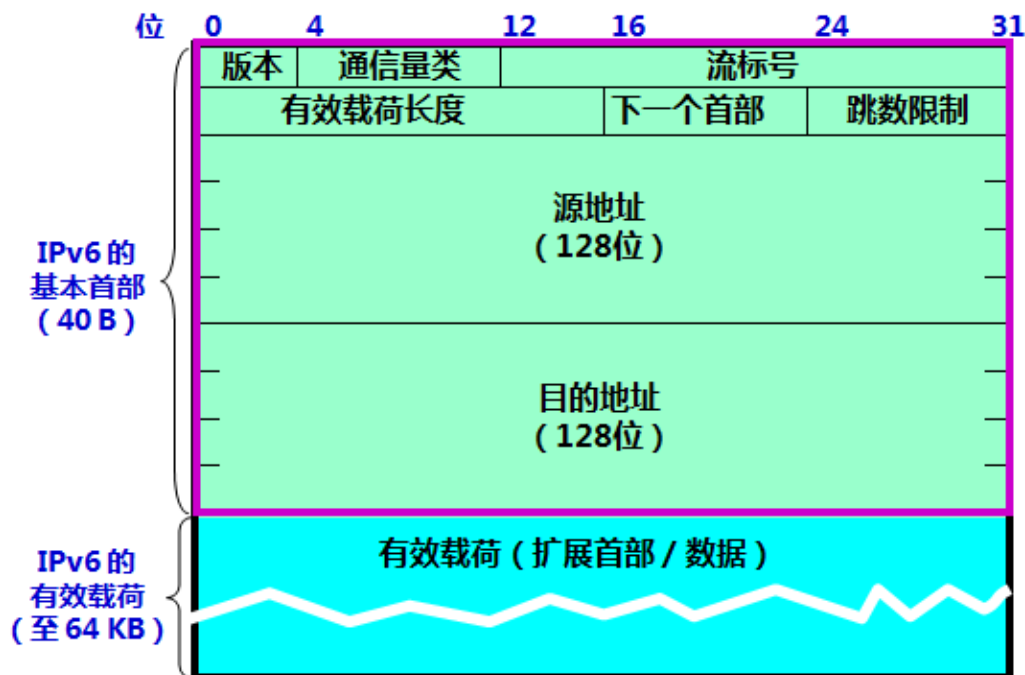 位 0 4 12 16 24 31
版本 通信量类 流标号
有效载荷长度 下一个首部 跳数限制
源地址
（128位）
IPv6 的
基本首部
（40 B）
目的地址
（128位）
有效载荷（扩展首部 / 数据）
IPv6 的
有效载荷
（至 64 KB）